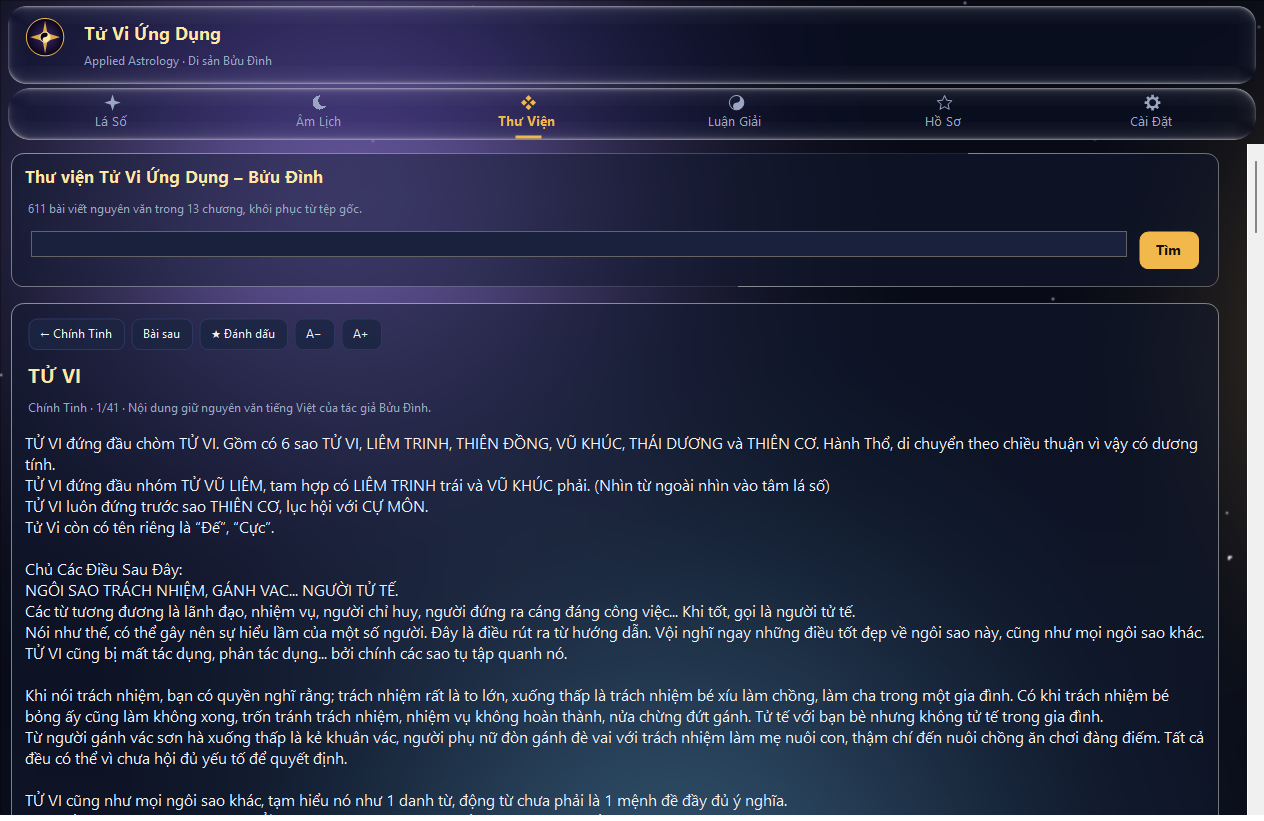 Tử Vi Ứng Dụng
Applied Astrology · Di sản Bửu Đình
Lá Số
Âm Lịch
Thư Viện
Luận Giải
Hồ Sơ
Cài Đặt
Thư viện Tử Vi Ứng Dụng – Bửu Đình
611 bài viết nguyên văn trong 13 chương, khôi phục từ tệp gốc.
Tìm
← Chính Tinh
Bài sau
★ Đánh dấu
A−
A+
TỬ VI
Chính Tinh · 1/41 · Nội dung giữ nguyên văn tiếng Việt của tác giả Bửu Đình.
TỬ VI đứng đầu chòm TỬ VI. Gồm có 6 sao TỬ VI, LIÊM TRINH, THIÊN ĐỒNG, VŨ KHÚC, THÁI DƯƠNG và THIÊN CƠ. Hành Thổ, di chuyển theo chiều thuận vì vậy có dương
tính.
TỬ VI đứng đầu nhóm TỬ VŨ LIÊM, tam hợp có LIÊM TRINH trái và VŨ KHÚC phải. (Nhìn từ ngoài nhìn vào tâm lá số)
TỬ VI luôn đứng trước sao THIÊN CƠ, lục hội với CỰ MÔN.
Tử Vi còn có tên riêng là “Đế”, “Cực”.
Chủ Các Điều Sau Đây:
NGÔI SAO TRÁCH NHIỆM, GÁNH VAC... NGƯỜI TỬ TẾ.
Các từ tương đương là lãnh đạo, nhiệm vụ, người chỉ huy, người đứng ra cáng đáng công việc... Khi tốt, gọi là người tử tế.
Nói như thế, có thể gây nên sự hiểu lầm của một số người. Đây là điều rút ra từ hướng dẫn. Vội nghĩ ngay những điều tốt đẹp về ngôi sao này, cũng như mọi ngôi sao khác.
TỬ VI cũng bị mất tác dụng, phản tác dụng... bởi chính các sao tụ tập quanh nó.
Khi nói trách nhiệm, bạn có quyền nghĩ rằng; trách nhiệm rất là to lớn, xuống thấp là trách nhiệm bé xíu làm chồng, làm cha trong một gia đình. Có khi trách nhiệm bé
bỏng ấy cũng làm không xong, trốn tránh trách nhiệm, nhiệm vụ không hoàn thành, nửa chừng đứt gánh. Tử tế với bạn bè nhưng không tử tế trong gia đình.
Từ người gánh vác sơn hà xuống thấp là kẻ khuân vác, người phụ nữ đòn gánh đè vai với trách nhiệm làm mẹ nuôi con, thậm chí đến nuôi chồng ăn chơi đàng điếm. Tất cả
đều có thể vì chưa hội đủ yếu tố để quyết định.
TỬ VI cũng như mọi ngôi sao khác, tạm hiểu nó như 1 danh từ, động từ chưa phải là 1 mệnh đề đầy đủ ý nghĩa.